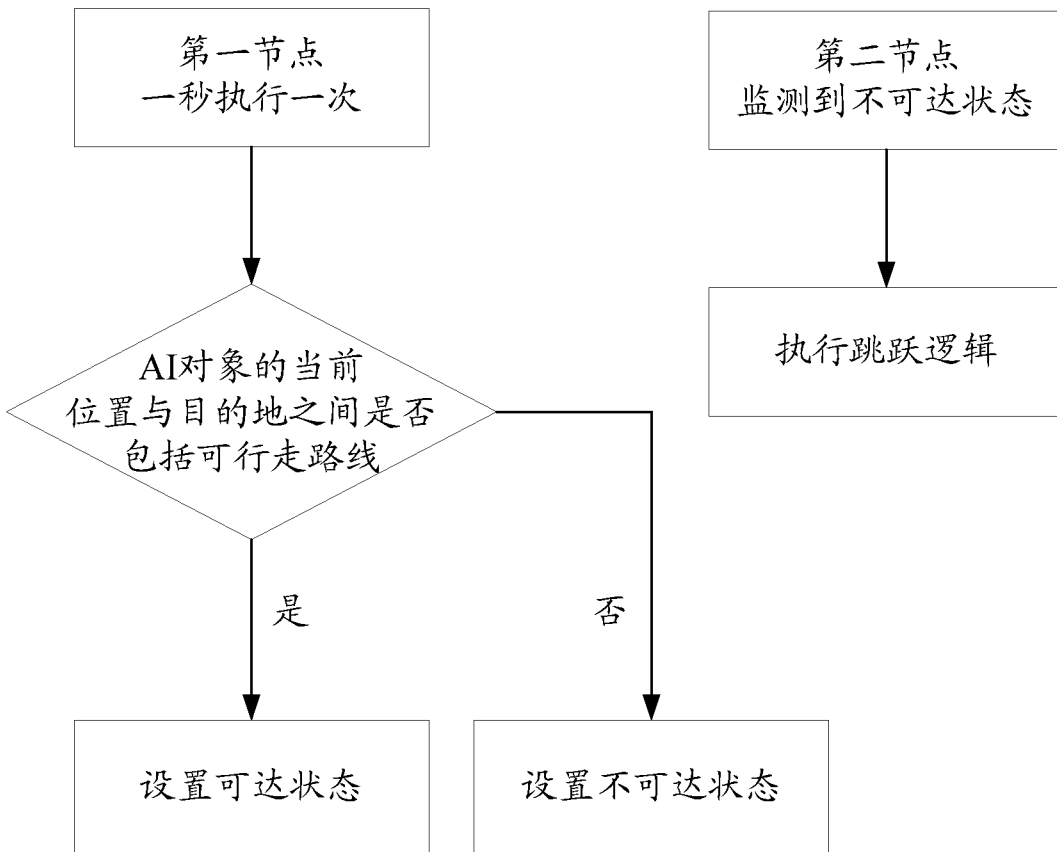 第一节点
一秒执行一次
第二节点
监测到不可达状态
AI对象的当前
位置与目的地之间是否
包括可行走路线
执行跳跃逻辑
是
否
设置可达状态
设置不可达状态